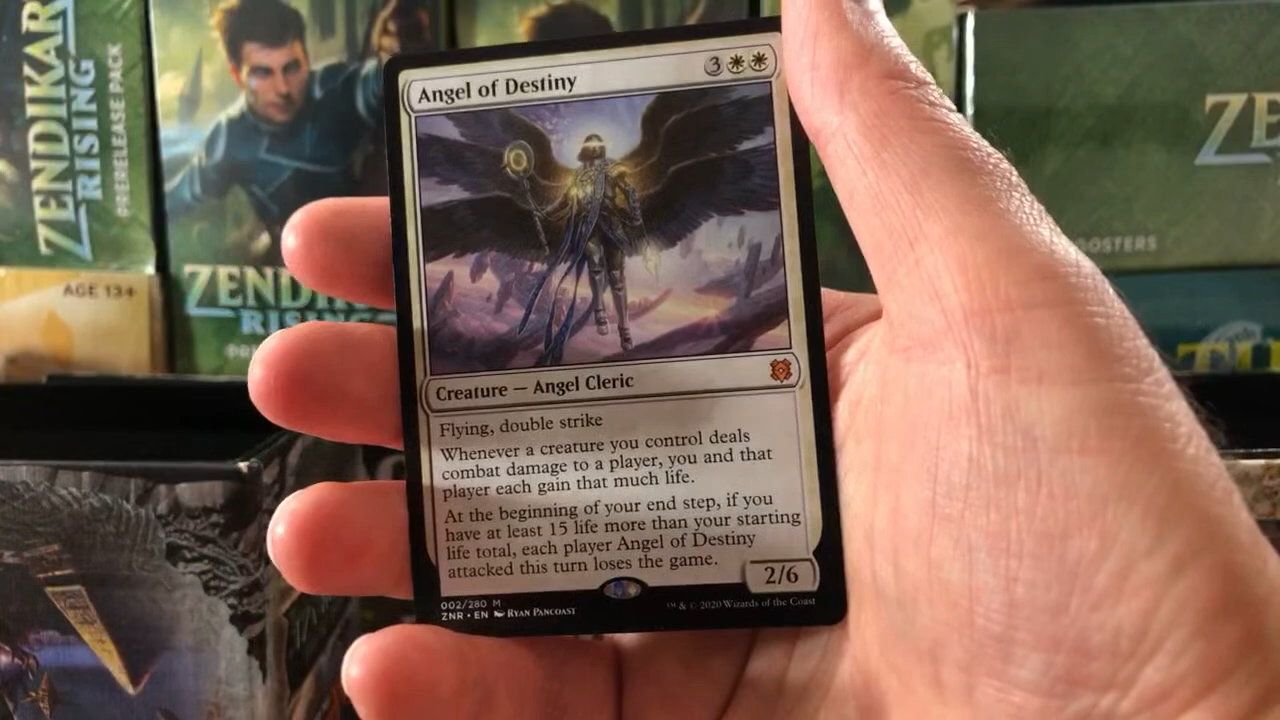 ZENDIKAR
RISING
PRERELEASE PACK
AGE 13+
RISING
Angel of Destiny
3
Creature — Angel Cleric
Flying, double strike
Whenever a creature you control deals
combat damage to a player, you and that
player each gain that much life.
At the beginning of your end step, if you
have at least 15 life more than your starting
life total, each player Angel of Destiny
attacked this turn loses the game.
2/6
002/280 M
ZNR • EN Ryan Pancoast
™ & © 2020 Wizards of the Coast